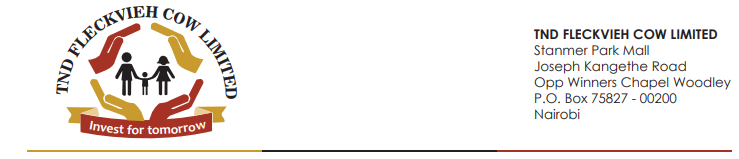 TND FLECKVIEH COW LIMITED
Invest for tomorrow
TND FLECKVIEH COW LIMITED
Stanmer Park Mall
Joseph Kangethe Road
Opp Winners Chapel Woodley
P.O. Box 75827 - 00200
Nairobi